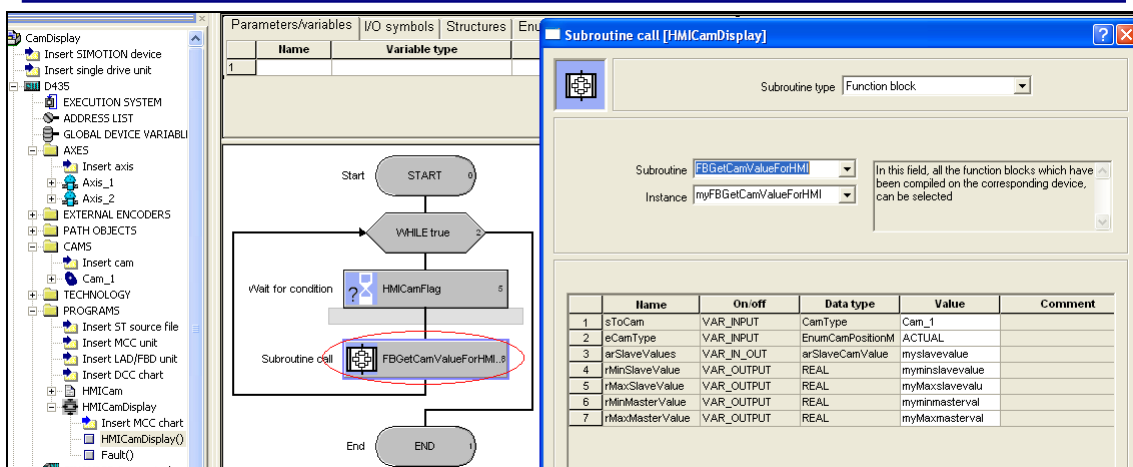 CamDisplay
Insert SIMOTION device
Insert single drive unit
D435
EXECUTION SYSTEM
ADDRESS LIST
GLOBAL DEVICE VARIABL
AXES
Insert axis
Axis_1
Axis_2
EXTERNAL ENCODERS
PATH OBJECTS
CAMS
Insert cam
Cam_1
TECHNOLOGY
PROGRAMS
Insert ST source file
Insert MCC unit
Insert LAD/FBD unit
Insert DCC chart
HMICam
HMICamDisplay
Insert MCC chart
HMICamDisplay()
Fault()
Parameters/variables I/O symbols Structures Enu
Name Variable type
1
Start START 0
WHILE true 2
Wait for condition ? HMICamFlag 5
Subroutine call FBGetCamValueForHMI.. 6
End END 1
Subroutine call [HMICamDisplay]
Subroutine type Function block
Subroutine FBGetCamValueForHMI
Instance myFBGetCamValueForHMI
In this field, all the function blocks which have
been compiled on the corresponding device,
can be selected
Name On/off Data type Value Comment
1 sToCam VAR_INPUT CamType Cam_1
2 eCamType VAR_INPUT EnumCamPositionM ACTUAL
3 arSlaveValues VAR_IN_OUT arSlaveCamValue myslavevalue
4 rMinSlaveValue VAR_OUTPUT REAL myminslavevalue
5 rMaxSlaveValue VAR_OUTPUT REAL myMaxslavevalu
6 rMinMasterValue VAR_OUTPUT REAL myminmasterval
7 rMaxMasterValue VAR_OUTPUT REAL myMaxmasterval